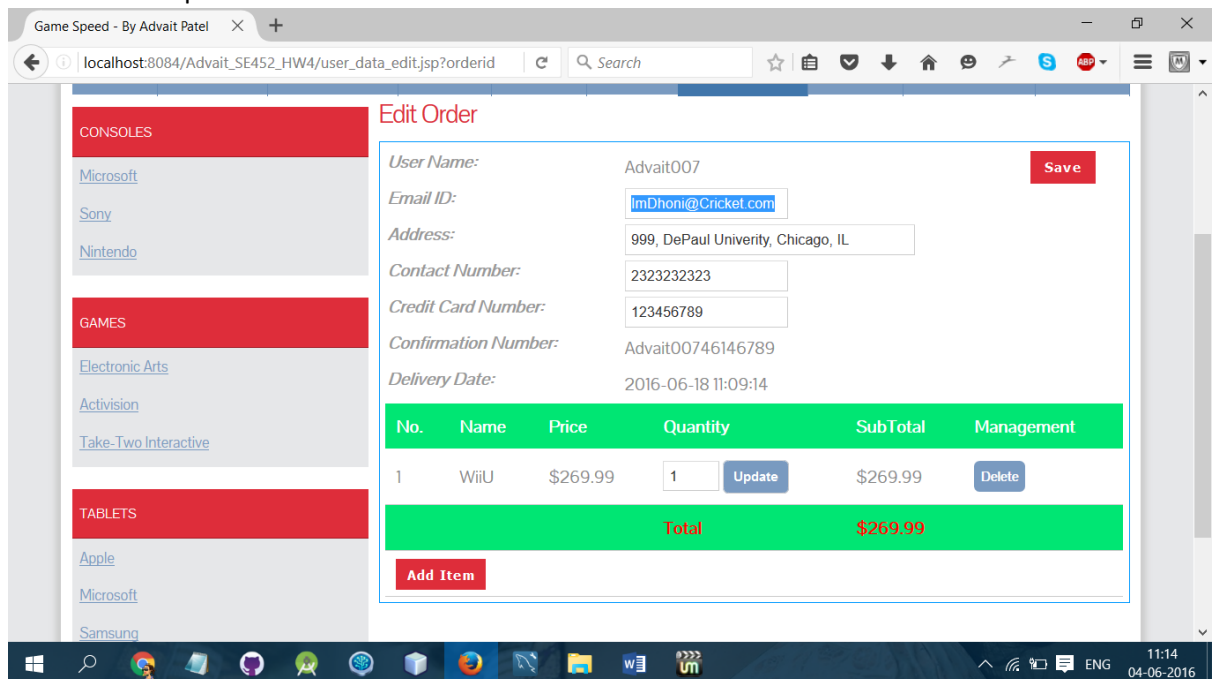 Game Speed - By Advait Patel
localhost:8084/Advait_SE452_HW4/user_data_edit.jsp?orderid
Search
S
ABP
CONSOLES
Microsoft
Sony
Nintendo
GAMES
Electronic Arts
Activision
Take-Two Interactive
TABLETS
Apple
Microsoft
Samsung
Edit Order
User Name: Advait007 Save
Email ID: ImDhoni@Cricket.com
Address: 999, DePaul Univerity, Chicago, IL
Contact Number: 2323232323
Credit Card Number: 123456789
Confirmation Number: Advait00746146789
Delivery Date: 2016-06-18 11:09:14
No. Name Price Quantity SubTotal Management
1 WiiU $269.99 1 Update $269.99 Delete
Total $269.99
Add Item
ENG
11:14
04-06-2016